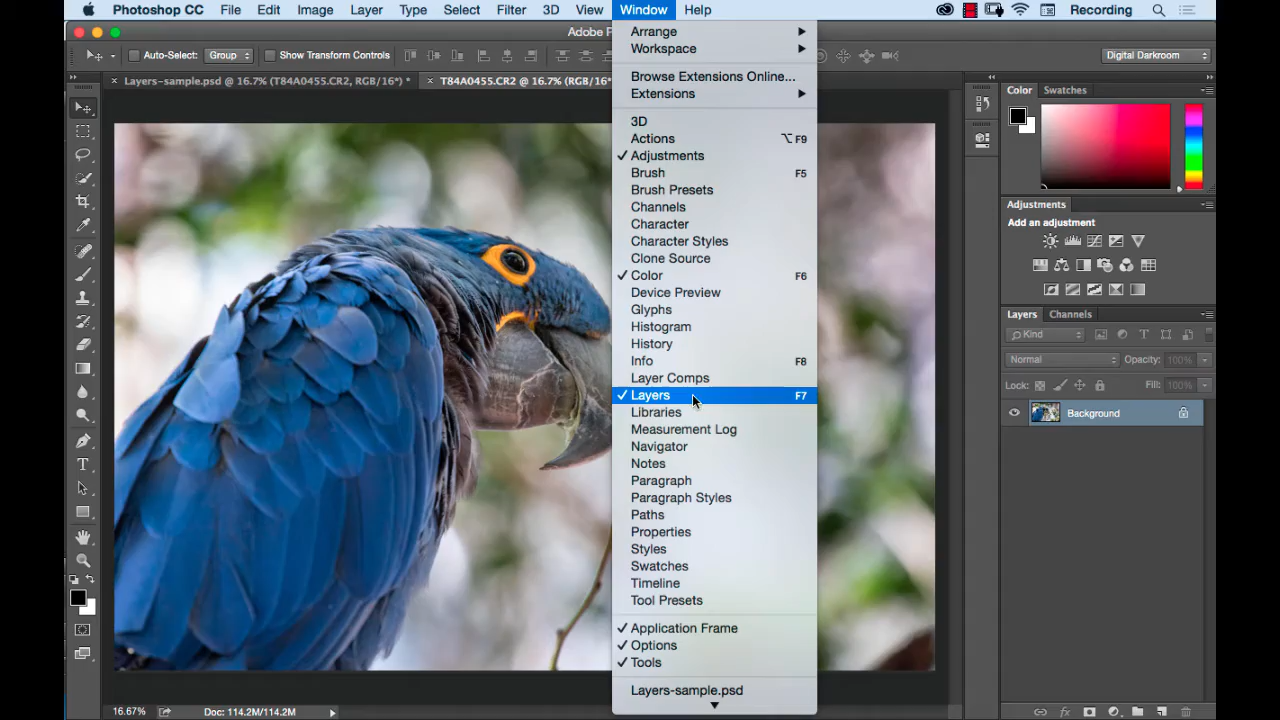 Photoshop CC File Edit Image Layer Type Select Filter 3D View Window Help Recording
Adobe P
Auto-Select: Group Show Transform Controls Digital Darkroom
× Layers-sample.psd @ 16.7% (T84A0455.CR2, RGB/16*) * × T84A0455.CR2 @ 16.7% (RGB/16*
Arrange
Workspace
Browse Extensions Online...
Extensions
3D
Actions ⌥F9
✓ Adjustments
Brush F5
Brush Presets
Channels
Character
Character Styles
Clone Source
✓ Color F6
Device Preview
Glyphs
Histogram
History
Info F8
Layer Comps
✓ Layers F7
Libraries
Measurement Log
Navigator
Notes
Paragraph
Paragraph Styles
Paths
Properties
Styles
Swatches
Timeline
Tool Presets
✓ Application Frame
✓ Options
✓ Tools
Layers-sample.psd
Color Swatches
Adjustments
Add an adjustment
Layers Channels
Kind
Normal Opacity: 100%
Lock: Fill: 100%
Background
16.67% Doc: 114.2M/114.2M